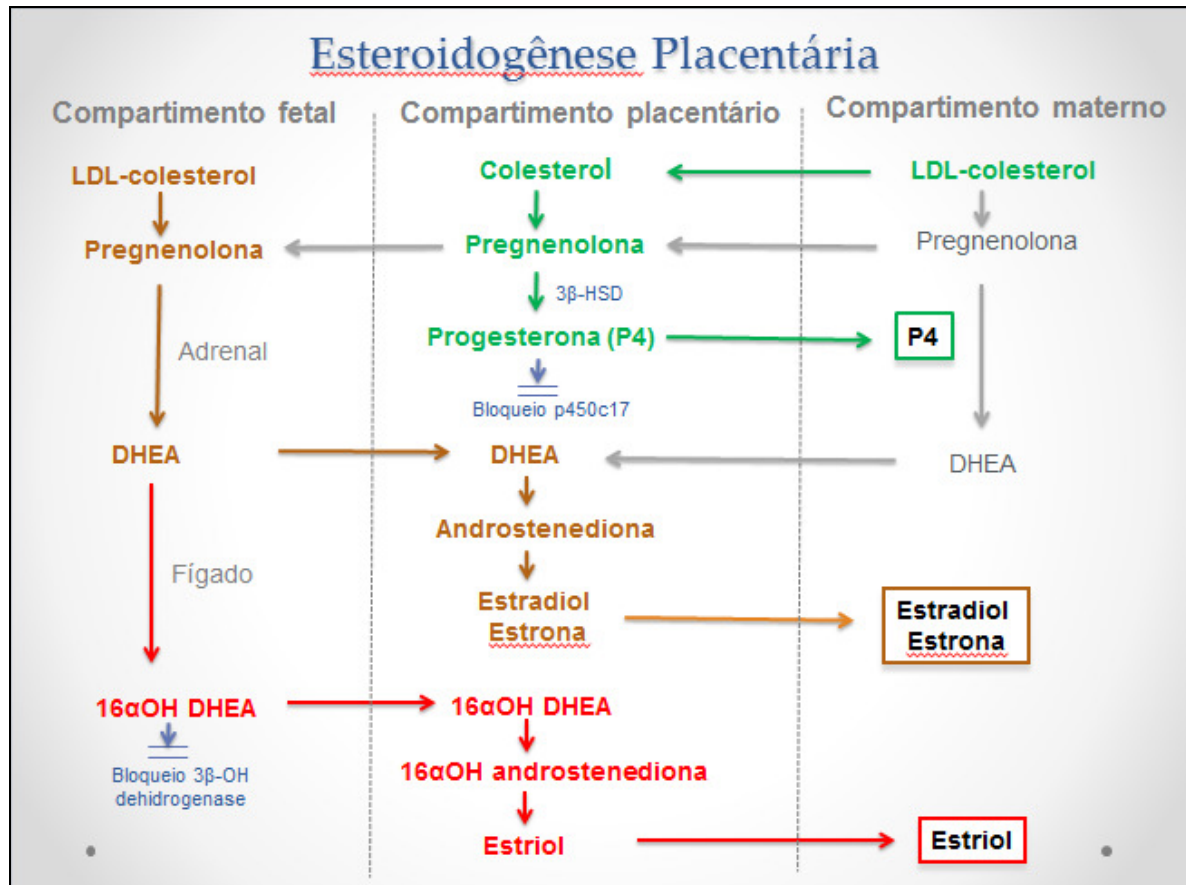 Esteroidogênese Placentária
Compartimento fetal
Compartimento placentário
Compartimento materno
LDL-colesterol
Colesterol
LDL-colesterol
Pregnenolona
Pregnenolona
Pregnenolona
3β-HSD
Adrenal
Progesterona (P4)
P4
Bloqueio p450c17
DHEA
DHEA
DHEA
Androstenediona
Fígado
Estradiol
Estrona
Estradiol
Estrona
16αOH DHEA
16αOH DHEA
Bloqueio 3β-OH
dehidrogenase
16αOH androstenediona
Estriol
Estriol